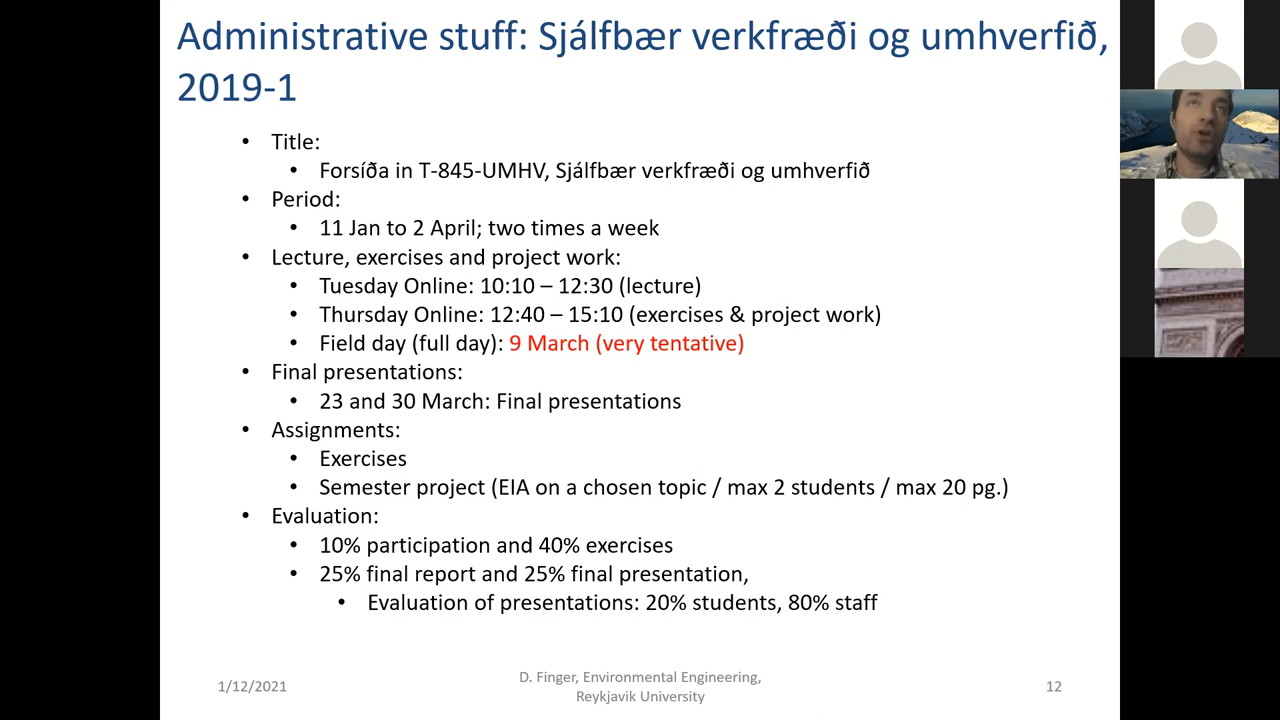 Administrative stuff: Sjálfbær verkfræði og umhverfið,
2019-1
• Title:
• Forsíða in T-845-UMHV, Sjálfbær verkfræði og umhverfið
• Period:
• 11 Jan to 2 April; two times a week
• Lecture, exercises and project work:
• Tuesday Online: 10:10 – 12:30 (lecture)
• Thursday Online: 12:40 – 15:10 (exercises & project work)
• Field day (full day): 9 March (very tentative)
• Final presentations:
• 23 and 30 March: Final presentations
• Assignments:
• Exercises
• Semester project (EIA on a chosen topic / max 2 students / max 20 pg.)
• Evaluation:
• 10% participation and 40% exercises
• 25% final report and 25% final presentation,
• Evaluation of presentations: 20% students, 80% staff
1/12/2021
D. Finger, Environmental Engineering,
Reykjavik University
12